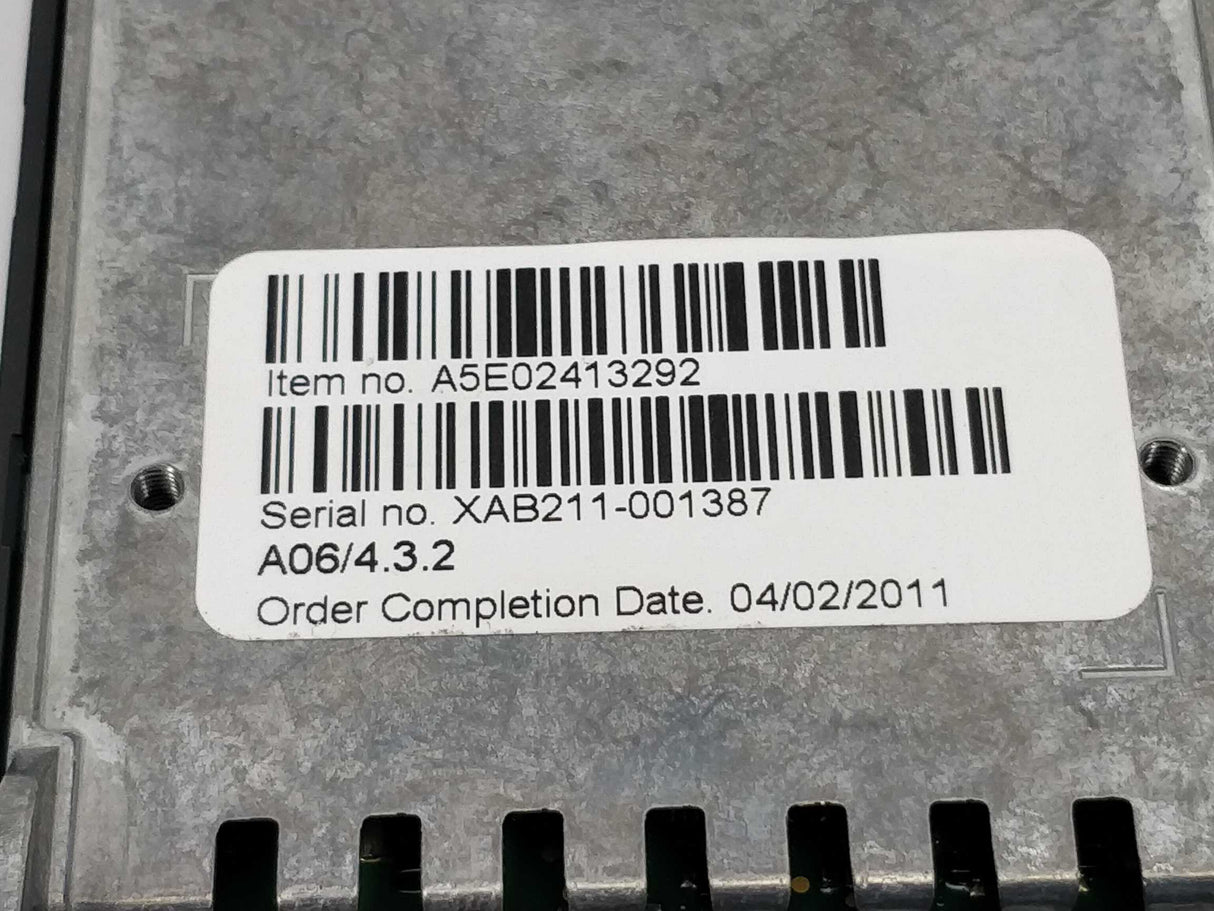 Item no. A5E02413292
Serial no. XAB211-001387
A06/4.3.2
Order Completion Date. 04/02/2011